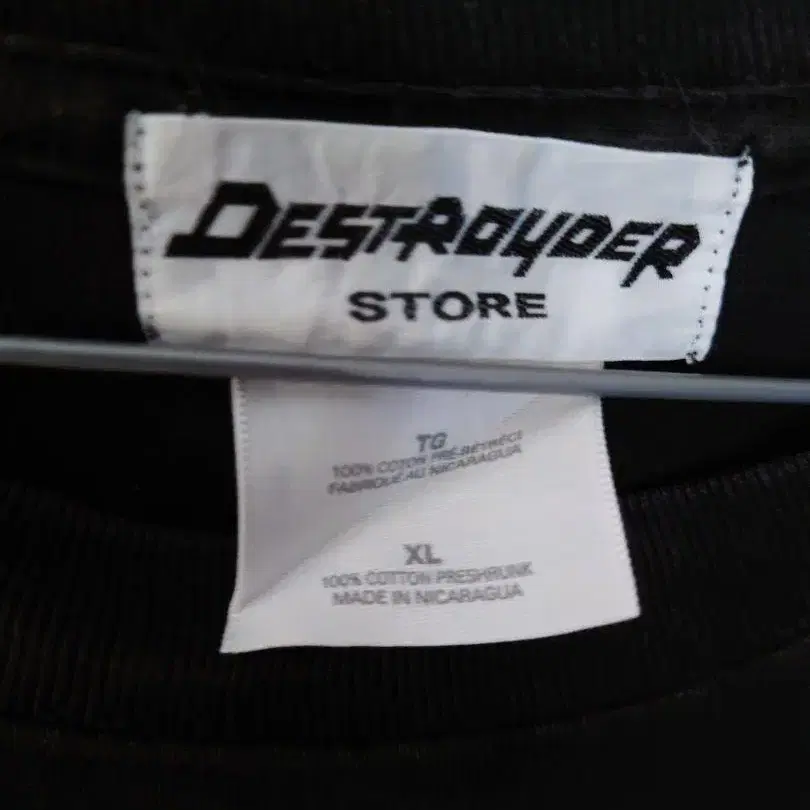 DESTROYDER
STORE
TG
100% COTON PRÉ-RÉTRÉCI
FABRIQUÉ AU NICARAGUA
XL
100% COTTON PRESHRUNK
MADE IN NICARAGUA